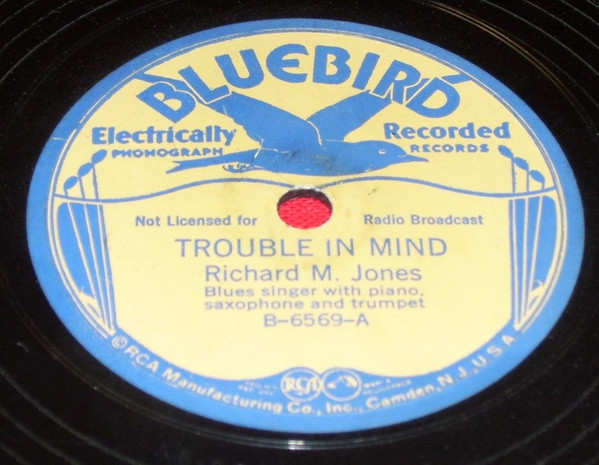 BLUEBIRD
Electrically Recorded
PHONOGRAPH RECORDS
Not Licensed for Radio Broadcast
TROUBLE IN MIND
Richard M. Jones
Blues singer with piano,
saxophone and trumpet
B-6569-A
RCA
©RCA Manufacturing Co., Inc., Camden, N.J., U.S.A